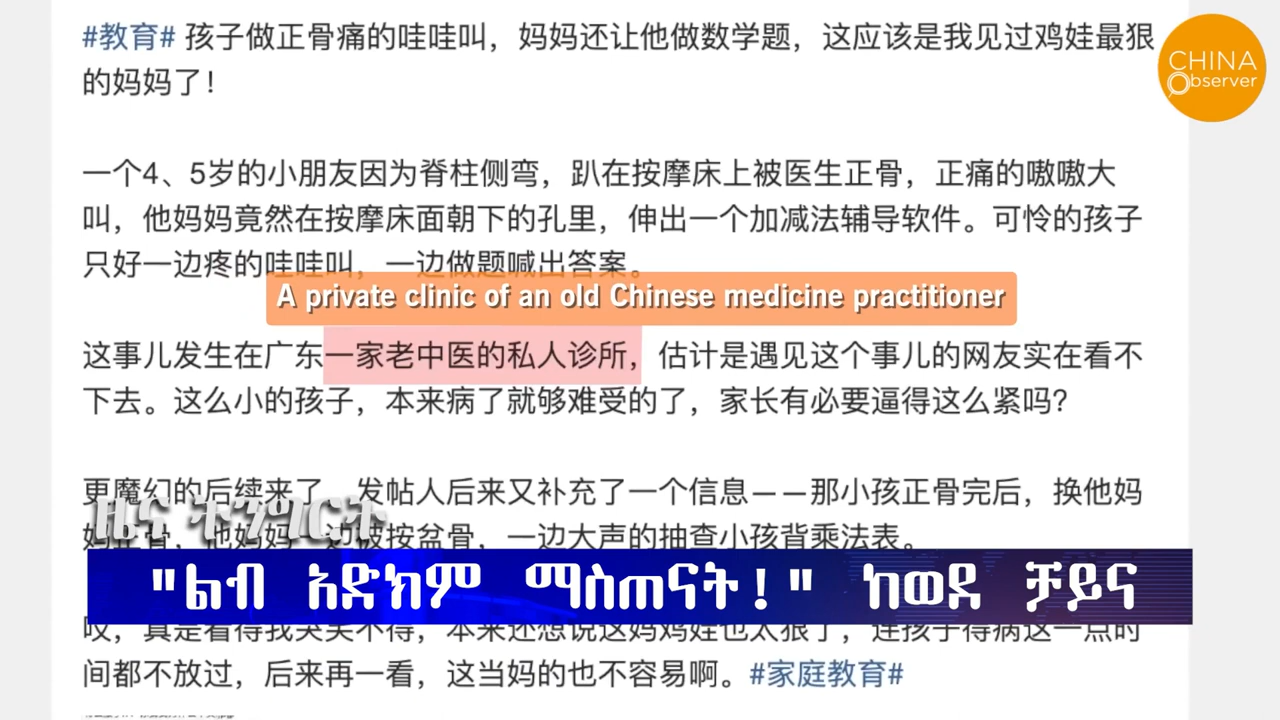 #教育# 孩子做正骨痛的哇哇叫，妈妈还让他做数学题，这应该是我见过鸡娃最狠
的妈妈了！
CHINA
Observer
一个4、5岁的小朋友因为脊柱侧弯，趴在按摩床上被医生正骨，正痛的嗷嗷大
叫，他妈妈竟然在按摩床面朝下的孔里，伸出一个加减法辅导软件。可怜的孩子
只好一边疼的哇哇叫，一边做题喊出答案。
A private clinic of an old Chinese medicine practitioner
这事儿发生在广东一家老中医的私人诊所，估计是遇见这个事儿的网友实在看不
下去。这么小的孩子，本来病了就够难受的了，家长有必要逼得这么紧吗？
更魔幻的后续来了，发帖人后来又补充了一个信息——那小孩正骨完后，换他妈
妈正骨，他妈妈一边被按盆骨，一边大声的抽查小孩背乘法表。
ዜና ትንግርት
"ልብ አድክም ማስጠናት!" ከወደ ቻይና
哎，真是看得我哭笑不得，本来还想说这妈鸡娃也太狠了，连孩子得病这一点时
间都不放过，后来再一看，这当妈的也不容易啊。#家庭教育#